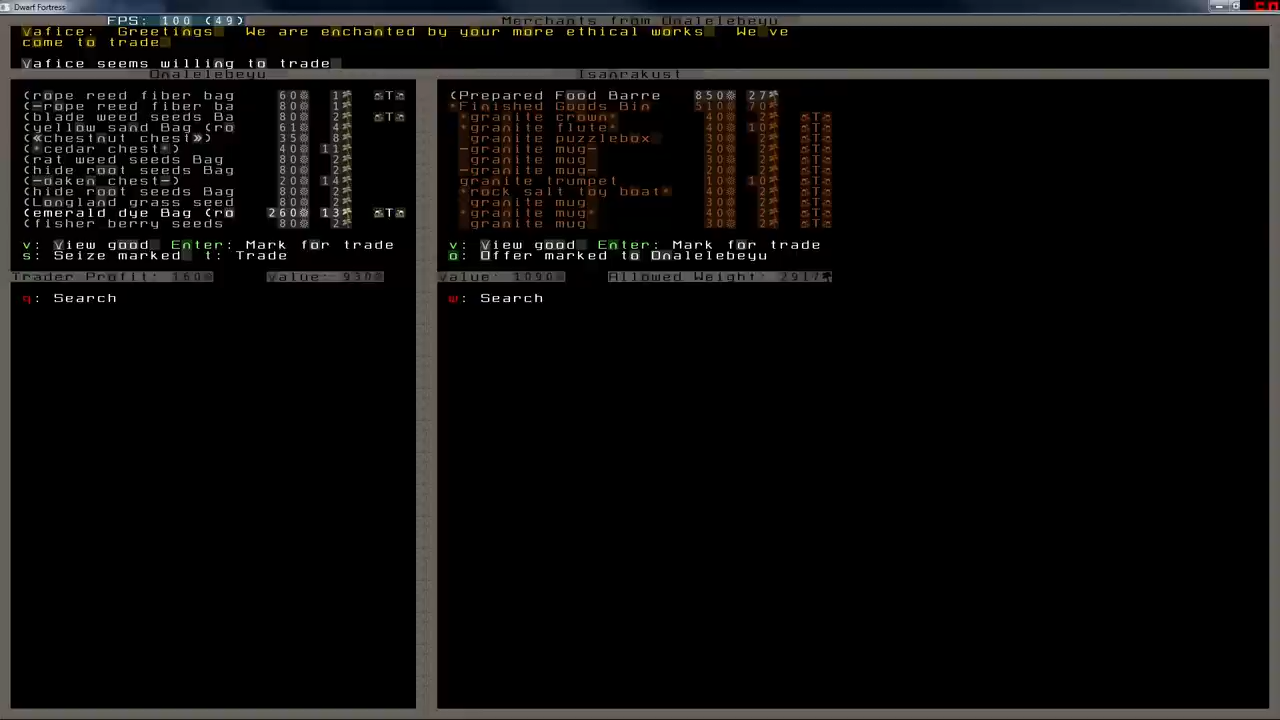 Dwarf Fortress
FPS: 100 (49)
Merchants from Onalelebeyu
Vafice: Greetings. We are enchanted by your more ethical works. We've
come to trade.
Vafice seems willing to trade.
Onalelebeyu
Isanrakust
(rope reed fiber bag 60☼ 1 [T]
(-rope reed fiber ba 80☼ 1
(blade weed seeds Ba 80☼ 2 [T]
(yellow sand Bag (ro 61☼ 4
(«chestnut chest») 35☼ 8
(*cedar chest*) 40☼ 11
(rat weed seeds Bag 80☼ 2
(hide root seeds Bag 80☼ 2
(-oaken chest-) 20☼ 14
(hide root seeds Bag 80☼ 2
(Longland grass seed 80☼ 2
(emerald dye Bag (ro 260☼ 13 [T]
(fisher berry seeds 80☼ 2
(Prepared Food Barre 850☼ 27
*Finished Goods Bin 510☼ 70
*granite crown* 40☼ 2 [T]
*granite flute* 40☼ 10 [T]
granite puzzlebox 30☼ 2 [T]
-granite mug- 20☼ 2 [T]
-granite mug- 30☼ 2 [T]
-granite mug- 20☼ 2 [T]
granite trumpet 10☼ 10 [T]
*rock salt toy boat* 40☼ 2 [T]
granite mug 30☼ 2 [T]
*granite mug* 40☼ 2 [T]
granite mug 30☼ 2 [T]
v: View good, Enter: Mark for trade
s: Seize marked, t: Trade
v: View good, Enter: Mark for trade
o: Offer marked to Onalelebeyu
Trader Profit: 160☼ Value: 930☼
Value: 1090☼ Allowed Weight: 2917
q: Search
w: Search